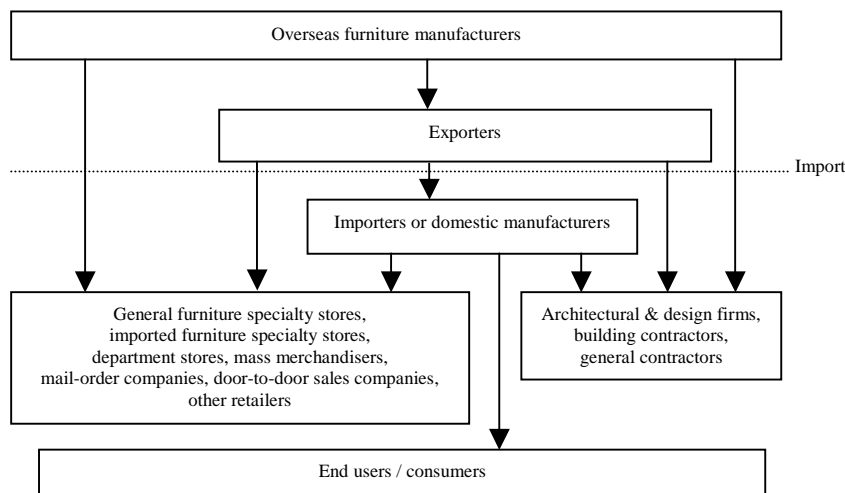 Overseas furniture manufacturers
Exporters
Import
Importers or domestic manufacturers
General furniture specialty stores,
imported furniture specialty stores,
department stores, mass merchandisers,
mail-order companies, door-to-door sales companies,
other retailers
Architectural & design firms,
building contractors,
general contractors
End users / consumers